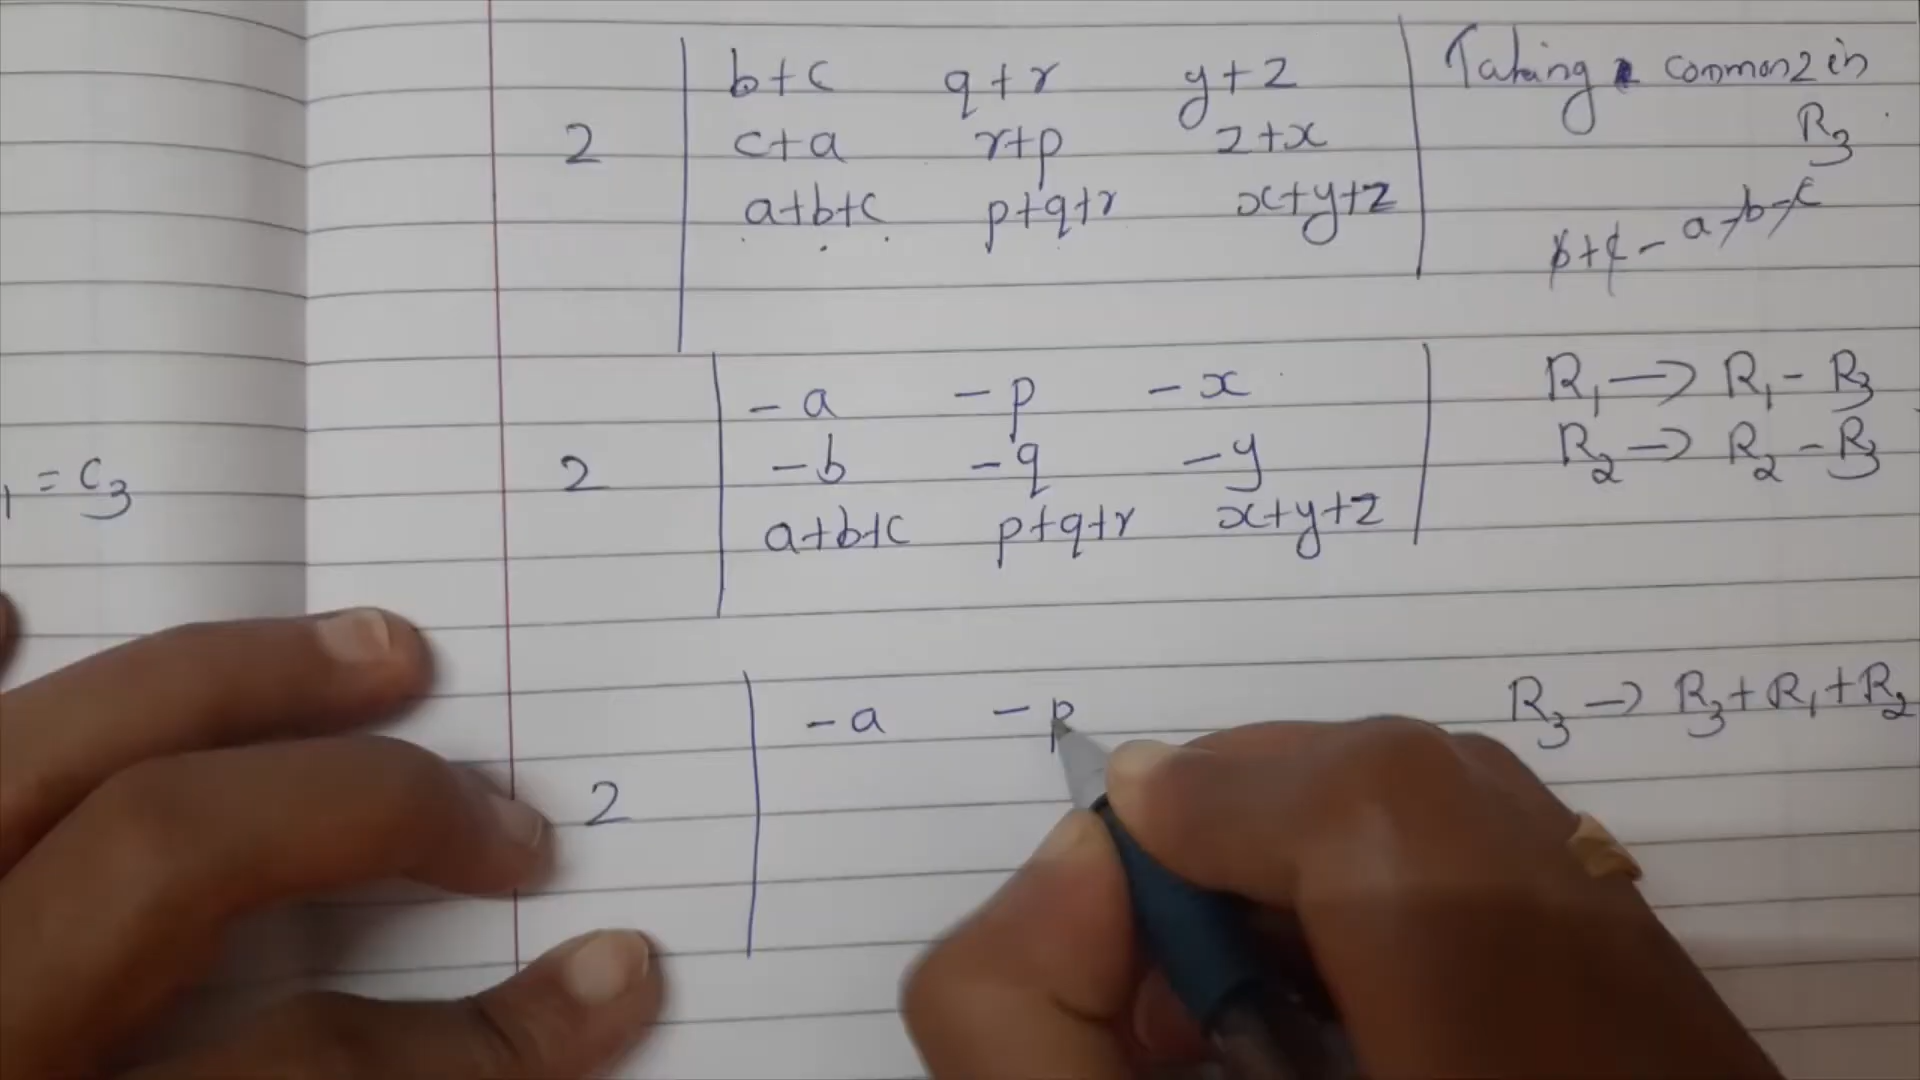 b+c q+r y+z Taking common 2 in
R3
2 c+a r+p z+x
a+b+c p+q+r x+y+z
b+c - a-b-c
-a -p -x R1 → R1 - R3
2 -b -q -y R2 → R2 - R3
a+b+c p+q+r x+y+z
1 = C3
-a -p R3 → R3+R1+R2
2